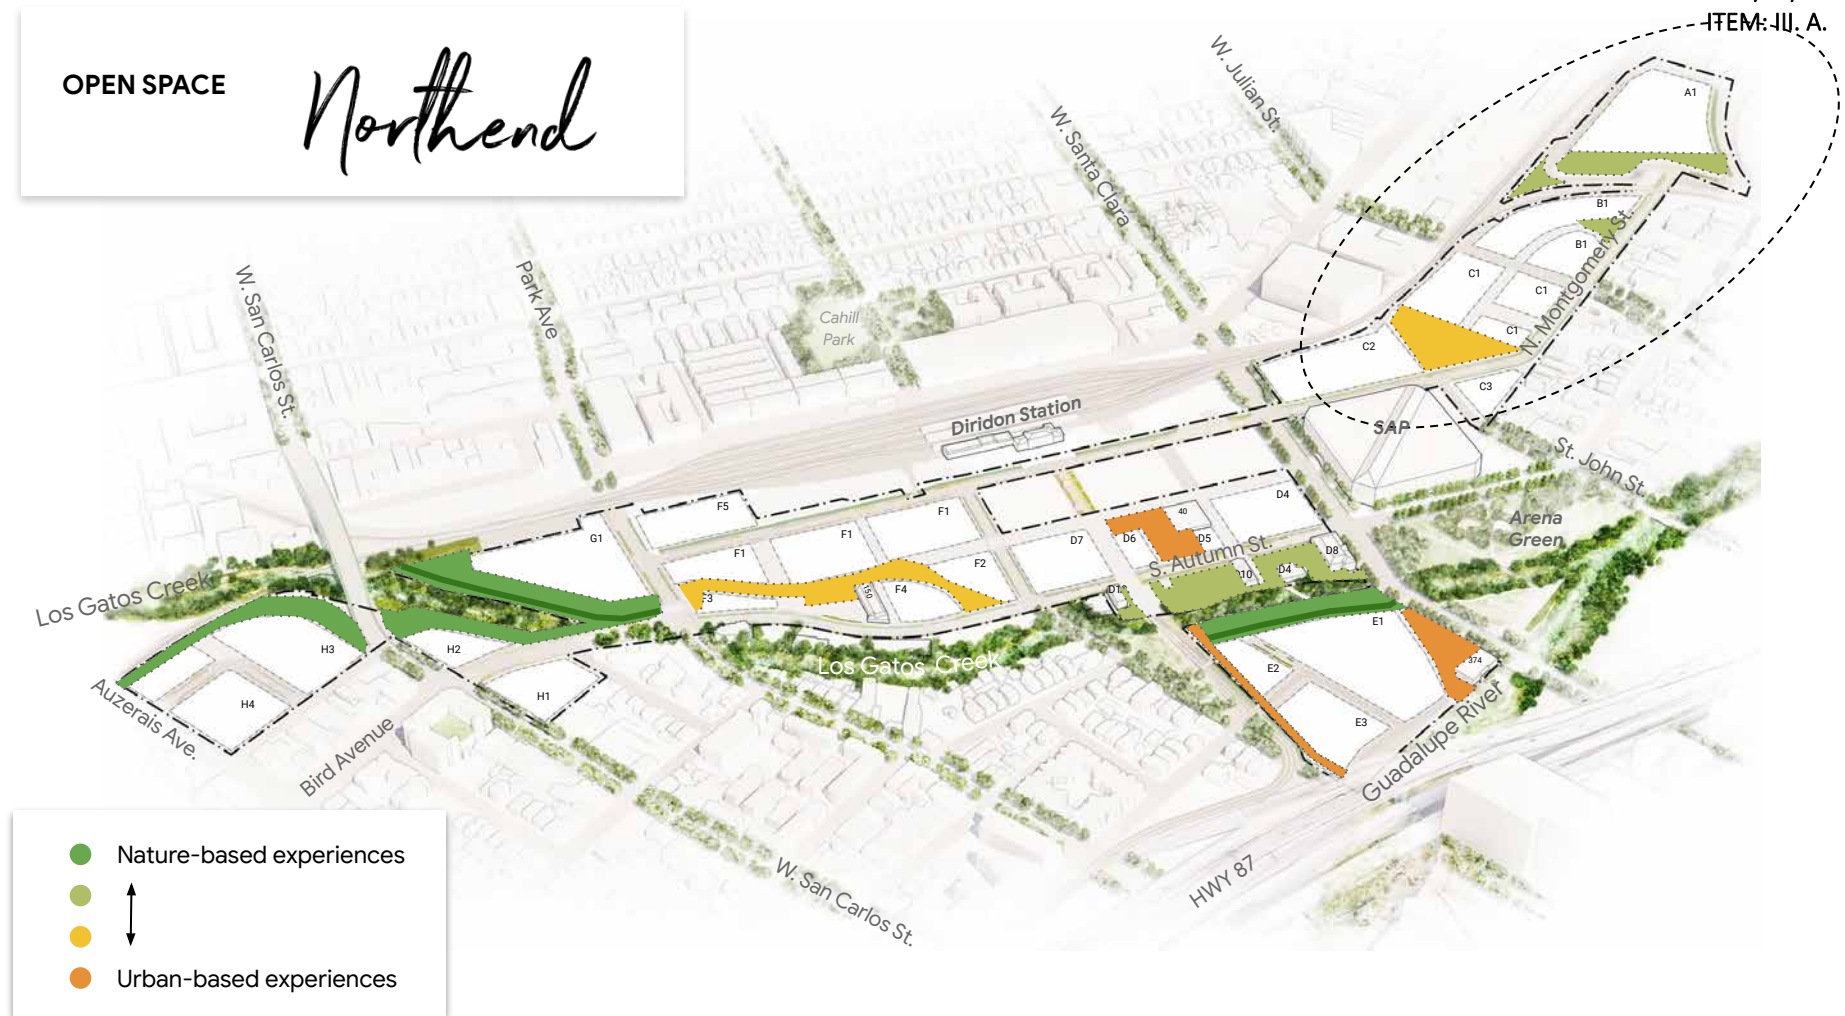 ITEM: III. A.
OPEN SPACE
Northend
W. Julian St.
W. Santa Clara
A1
B1
B1
C1
C1
C1
N. Montgomery St.
C2
C3
Park Ave
W. San Carlos St.
Cahill
Park
Diridon Station
SAP
St. John St.
Arena
Green
F5
F1
F1
F1
G1
F2
F3
150
F4
D7
D6
40
D5
D4
S. Autumn St.
D8
D4
Los Gatos Creek
Los Gatos Creek
H3
H2
H1
H4
E1
E2
E3
374
Auzerais Ave.
Bird Avenue
Guadalupe River
HWY 87
W. San Carlos St.
Nature-based experiences
Urban-based experiences